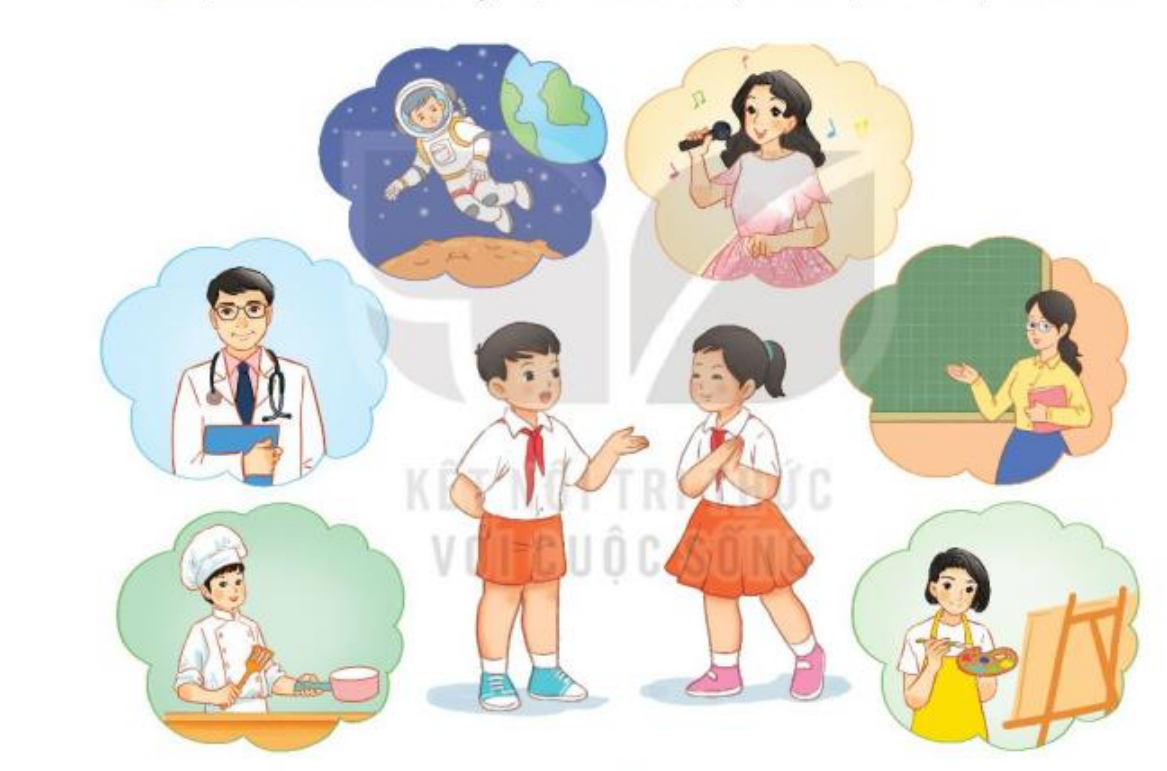 KẾT NỐI TRI THỨC
VỚI CUỘC SỐNG